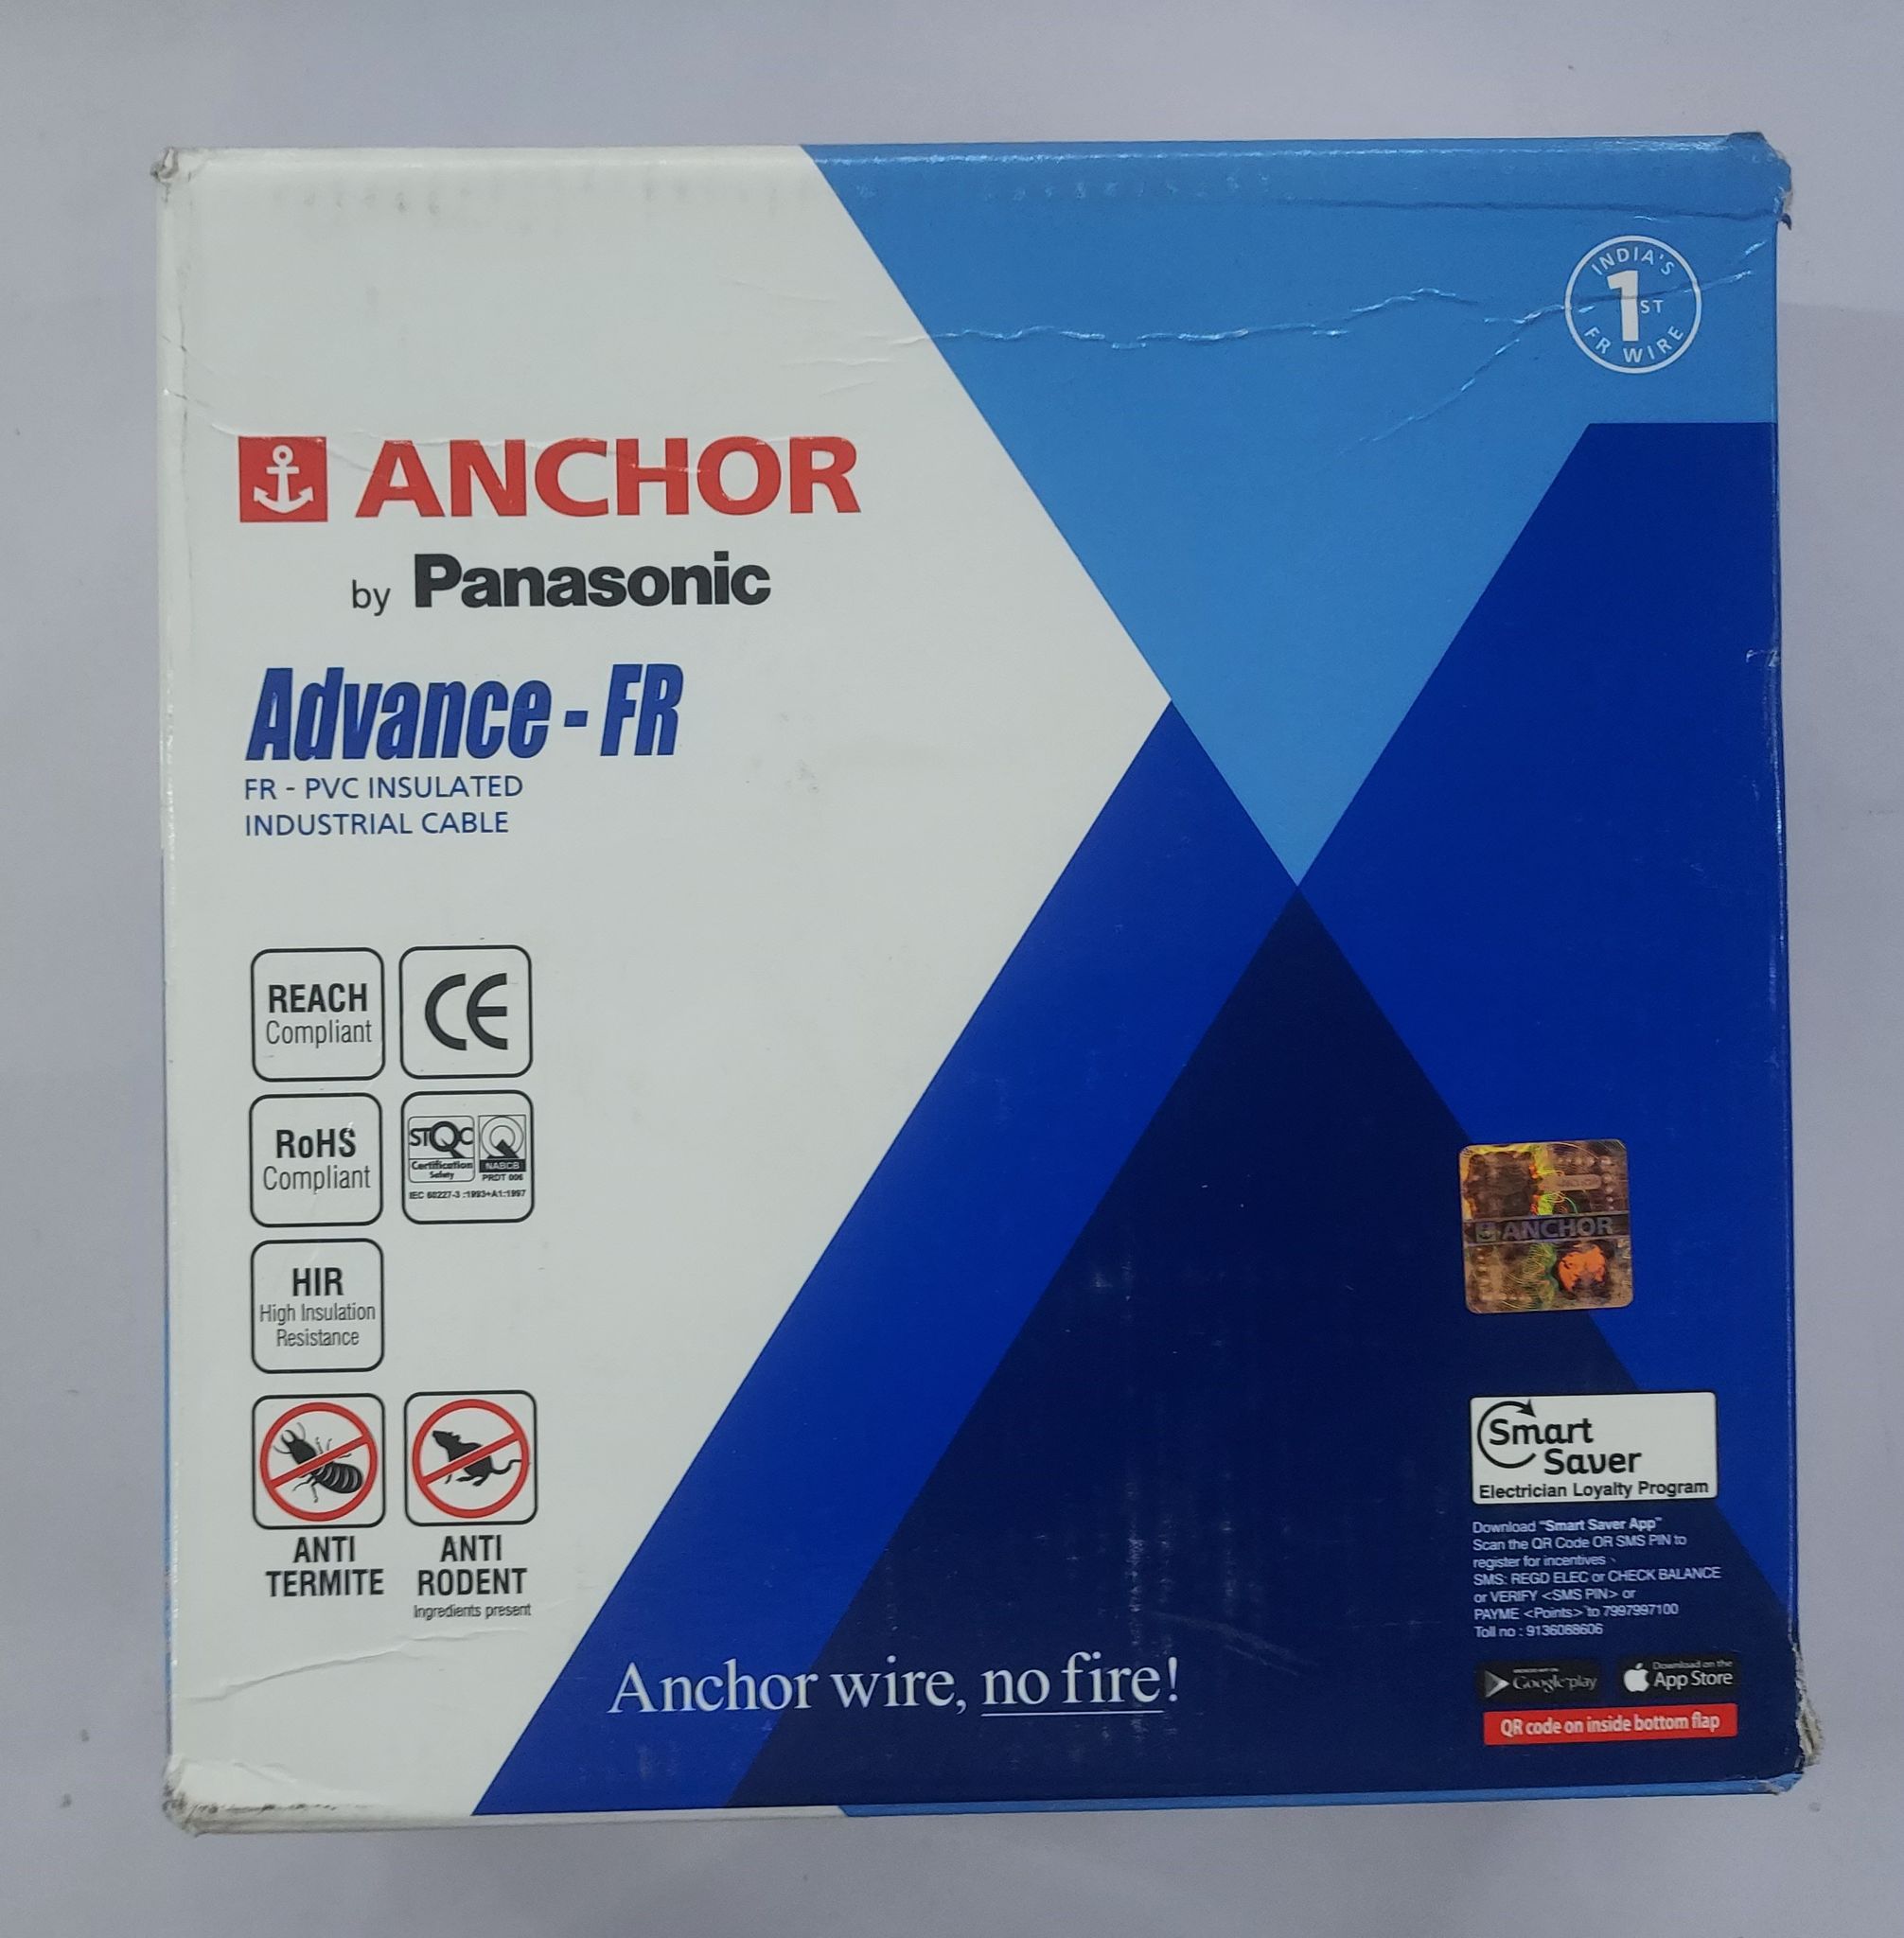 INDIA'S
1ST
FR WIRE
ANCHOR
by Panasonic
Advance - FR
FR - PVC INSULATED
INDUSTRIAL CABLE
REACH
Compliant
CE
RoHS
Compliant
STQC
Certification
Safety
NABCB
PRDT 006
IEC 60227-3 :1993+A1:1997
HIR
High Insulation
Resistance
ANTI
TERMITE
ANTI
RODENT
Ingredients present
ANCHOR
Smart
Saver
Electrician Loyalty Program
Download "Smart Saver App"
Scan the QR Code OR SMS PIN to
register for incentives
SMS: REGD ELEC or CHECK BALANCE
or VERIFY <SMS PIN> or
PAYME <Points> to 7997997100
Toll no : 9136088606
Google play
Download on the
App Store
QR code on inside bottom flap
Anchor wire, no fire!